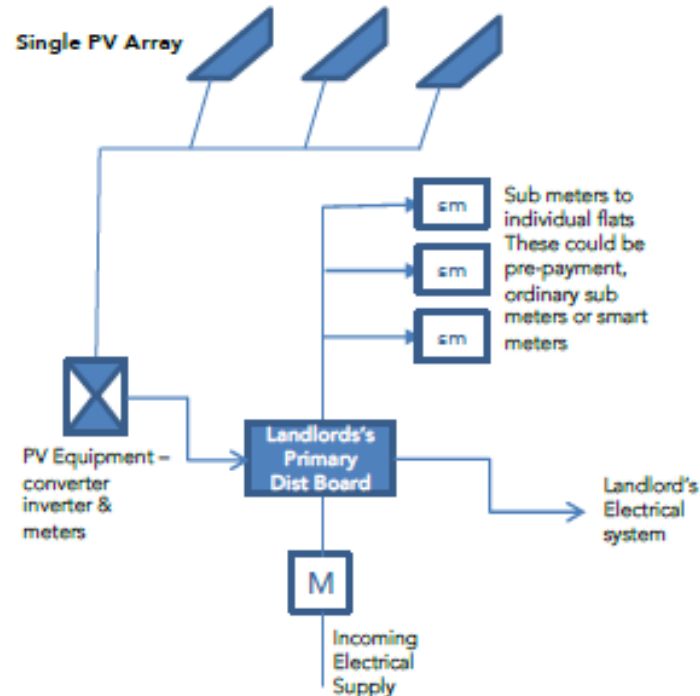 Single PV Array
sm
Sub meters to
individual flats
These could be
pre-payment,
ordinary sub
meters or smart
meters
sm
sm
PV Equipment –
converter
inverter &
meters
Landlords's
Primary
Dist Board
Landlord's
Electrical
system
M
Incoming
Electrical
Supply